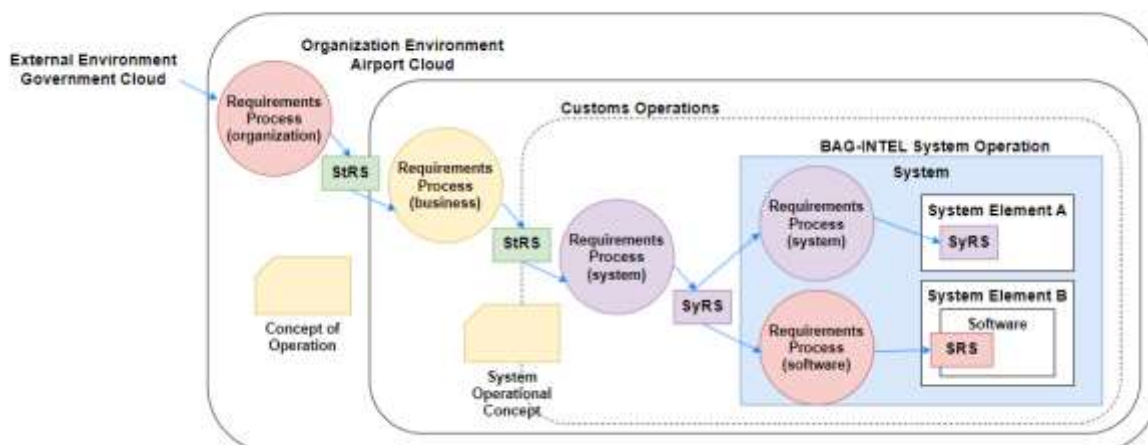 External Environment
Government Cloud
Organization Environment
Airport Cloud
Requirements
Process
(organization)
StRS
Customs Operations
Requirements
Process
(business)
StRS
BAG-INTEL System Operation
System
Requirements
Process
(system)
SyRS
Requirements
Process
(system)
System Element A
SyRS
Requirements
Process
(software)
System Element B
Software
SRS
Concept of
Operation
System
Operational
Concept